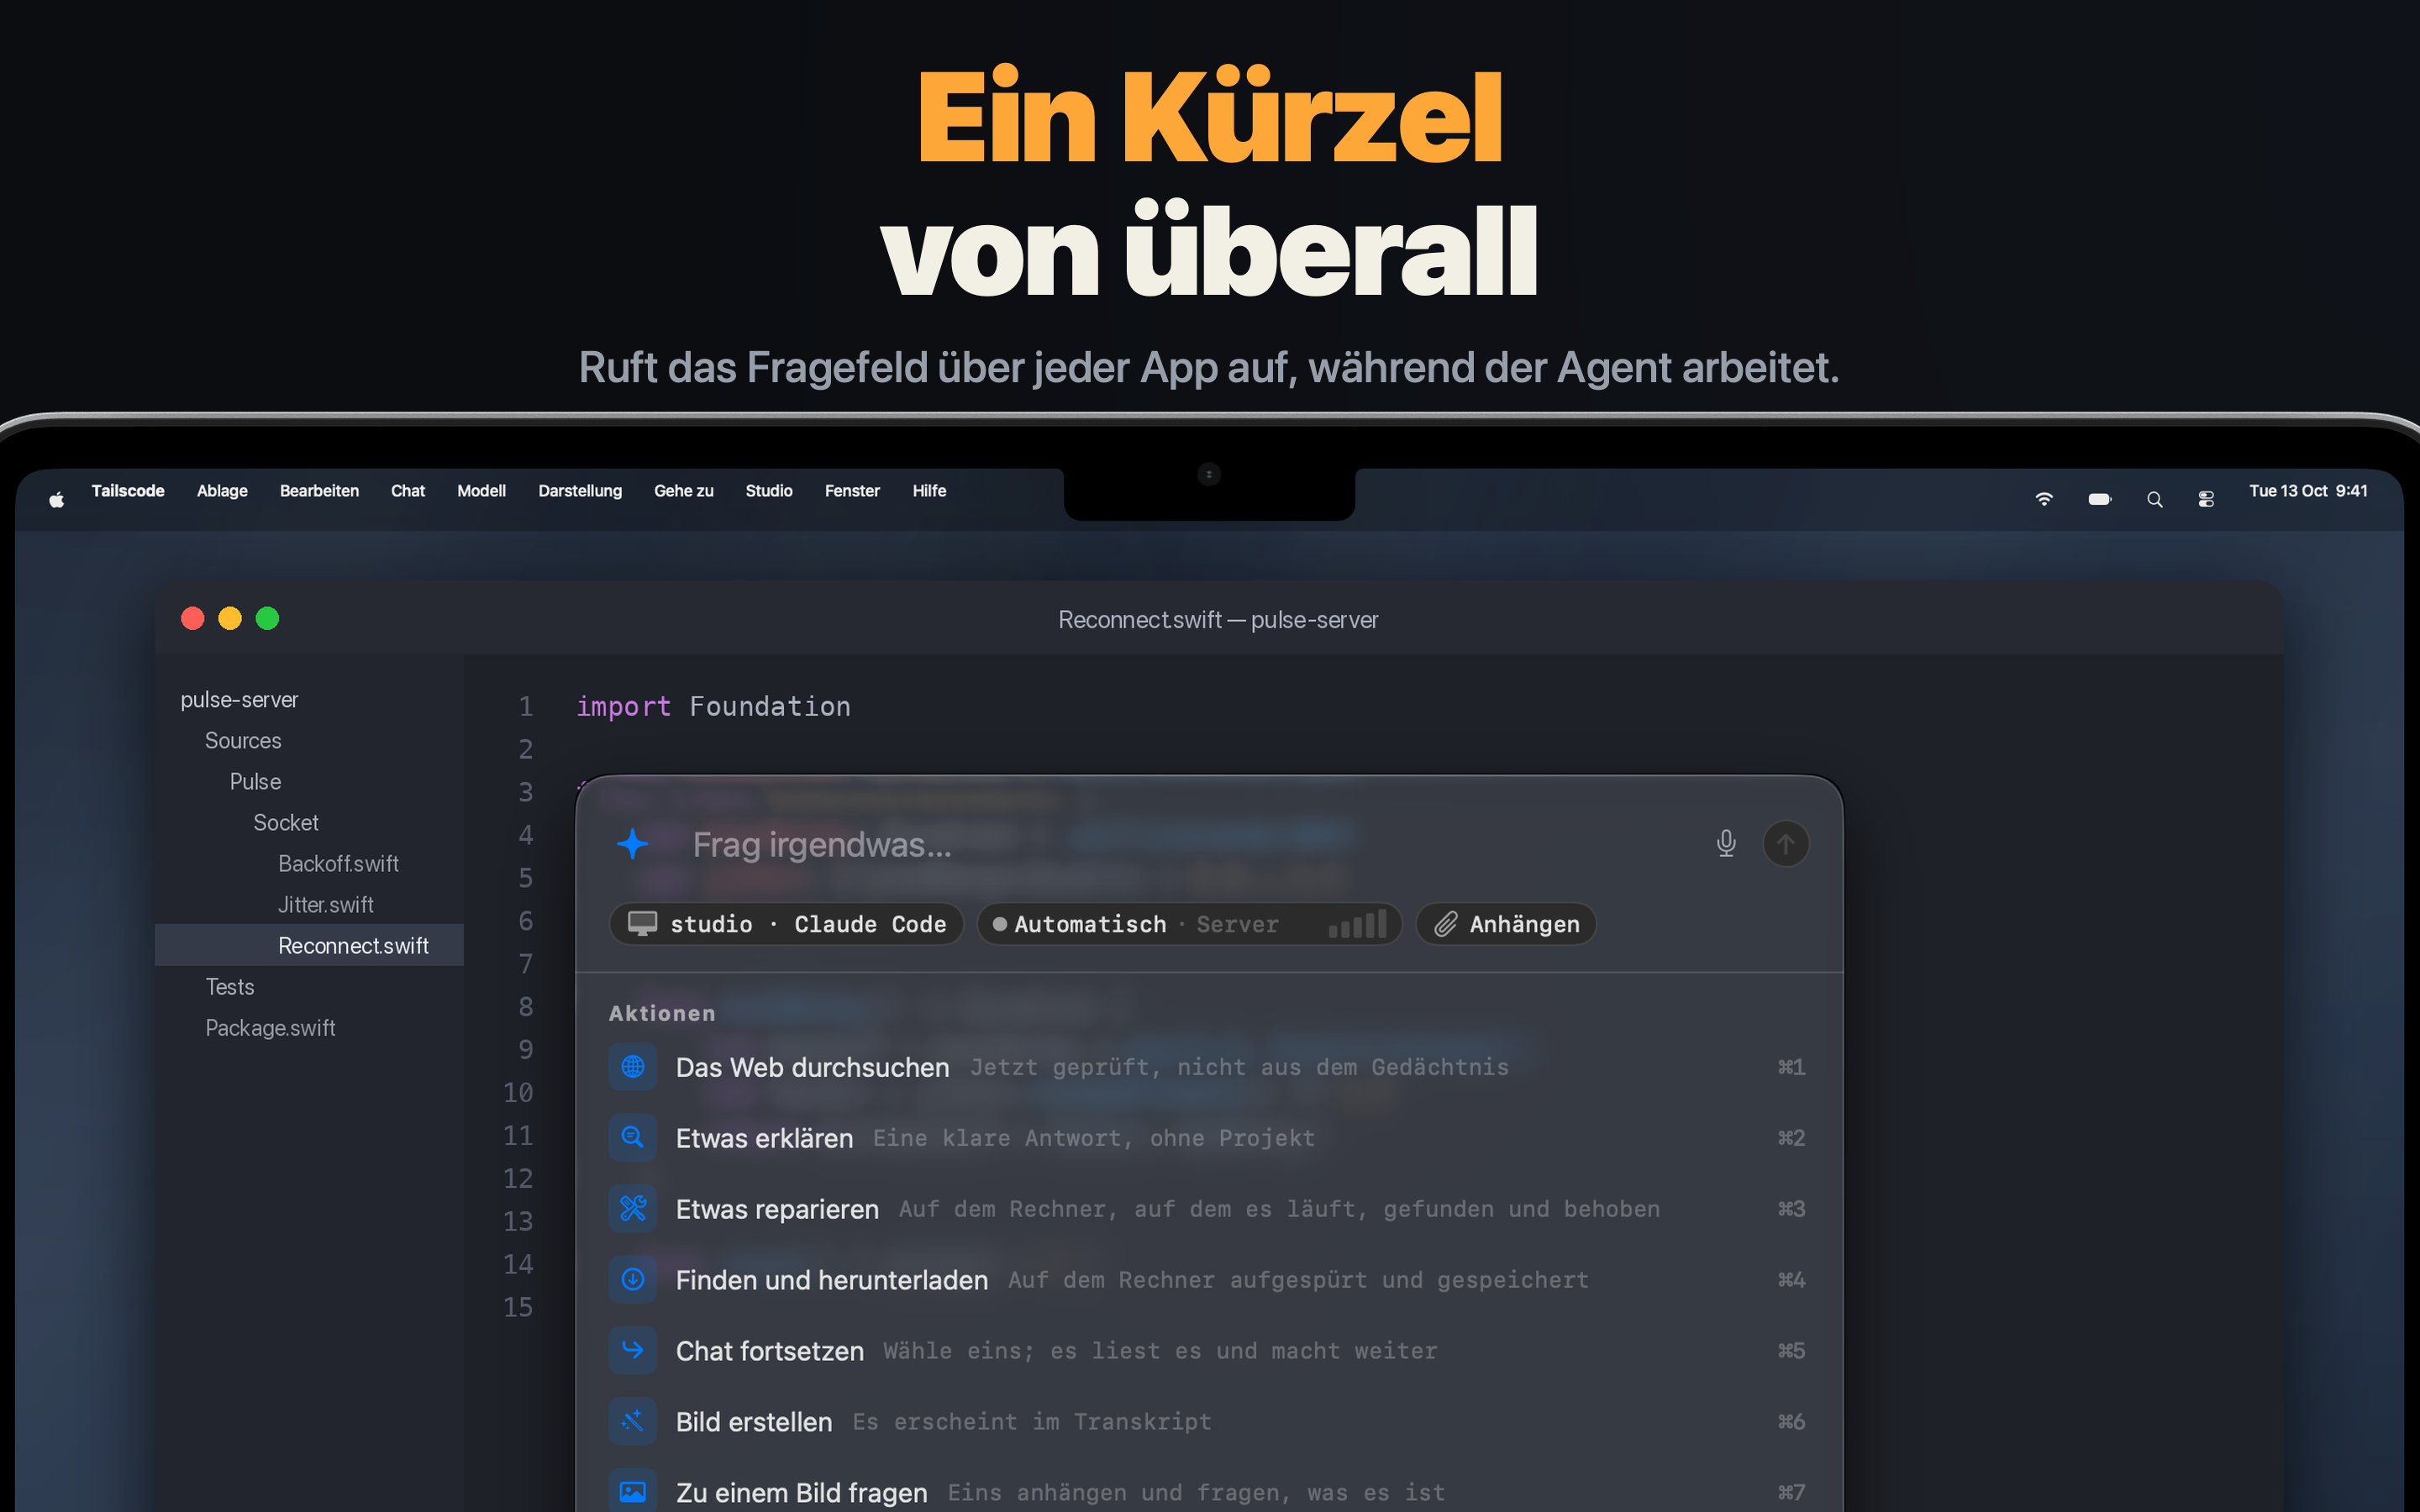 Ein Kürzel
von überall
Ruft das Fragefeld über jeder App auf, während der Agent arbeitet.
Tailscode Ablage Bearbeiten Chat Modell Darstellung Gehe zu Studio Fenster Hilfe Tue 13 Oct 9:41
Reconnect.swift — pulse-server
pulse-server
Sources
Pulse
Socket
Backoff.swift
Jitter.swift
Reconnect.swift
Tests
Package.swift
1 import Foundation
2
3
4
5
6
7
8
9
10
11
12
13
14
15
Frag irgendwas...
studio · Claude Code
Automatisch · Server
Anhängen
Aktionen
Das Web durchsuchen Jetzt geprüft, nicht aus dem Gedächtnis ⌘1
Etwas erklären Eine klare Antwort, ohne Projekt ⌘2
Etwas reparieren Auf dem Rechner, auf dem es läuft, gefunden und behoben ⌘3
Finden und herunterladen Auf dem Rechner aufgespürt und gespeichert ⌘4
Chat fortsetzen Wähle eins; es liest es und macht weiter ⌘5
Bild erstellen Es erscheint im Transkript ⌘6
Zu einem Bild fragen Eins anhängen und fragen, was es ist ⌘7